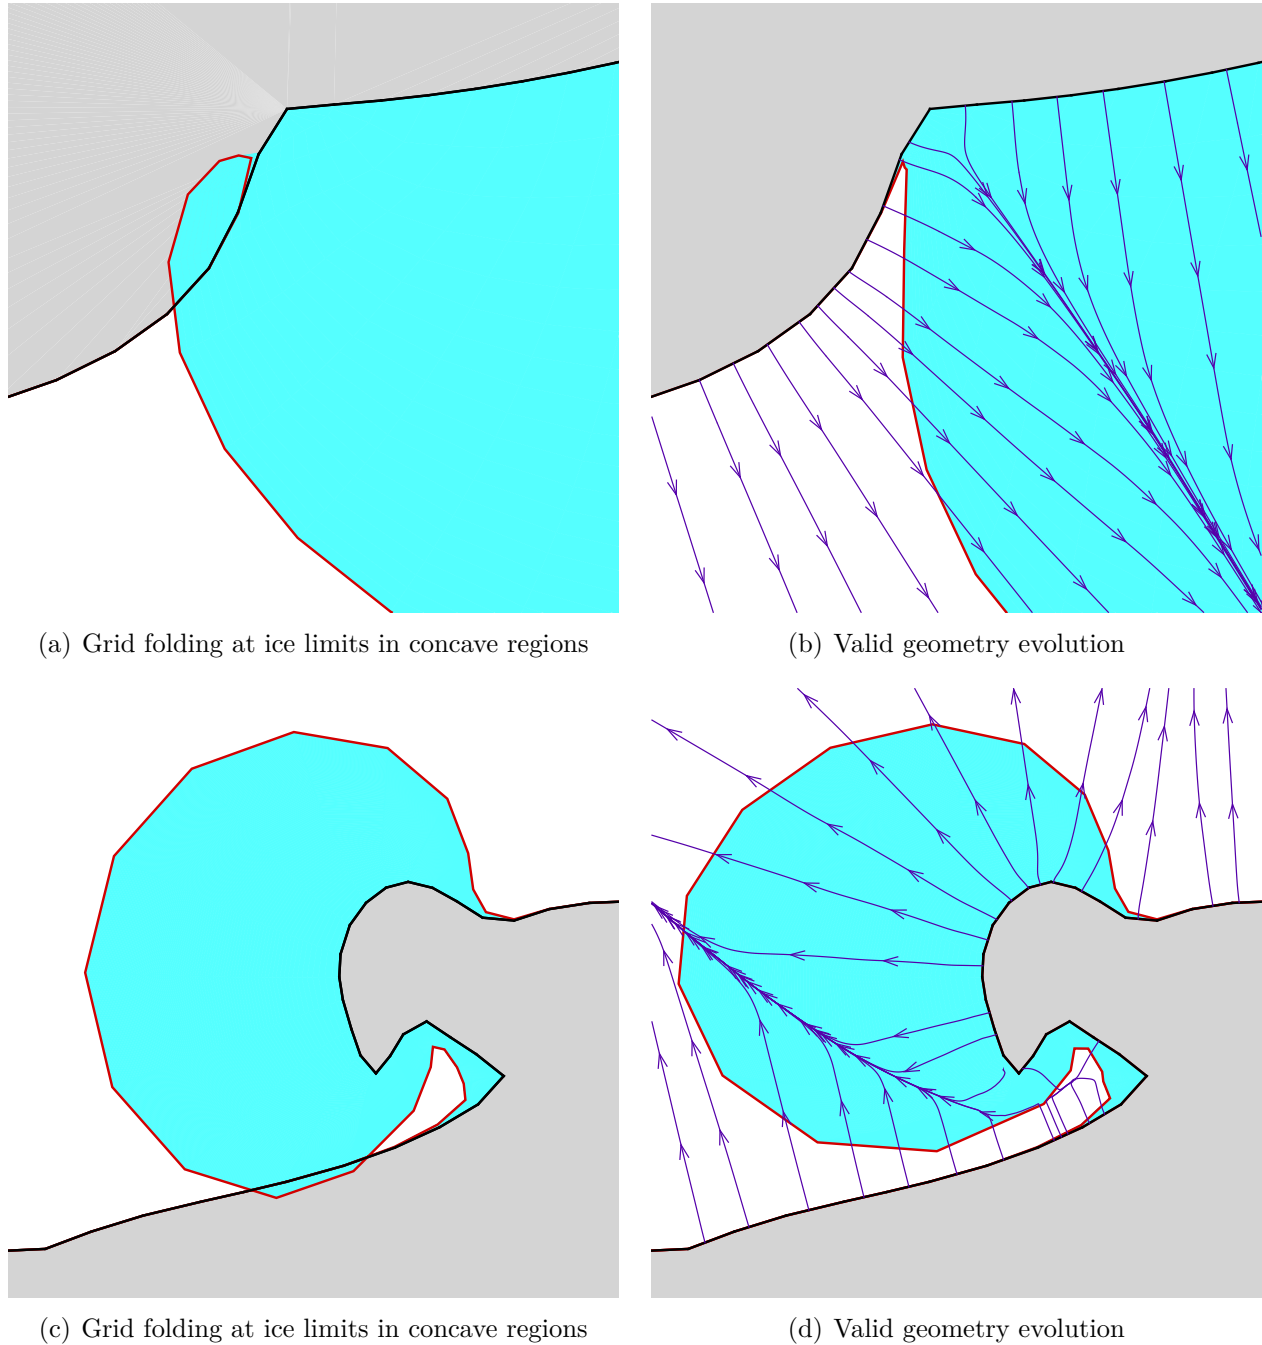 (a) Grid folding at ice limits in concave regions
(b) Valid geometry evolution
(c) Grid folding at ice limits in concave regions
(d) Valid geometry evolution